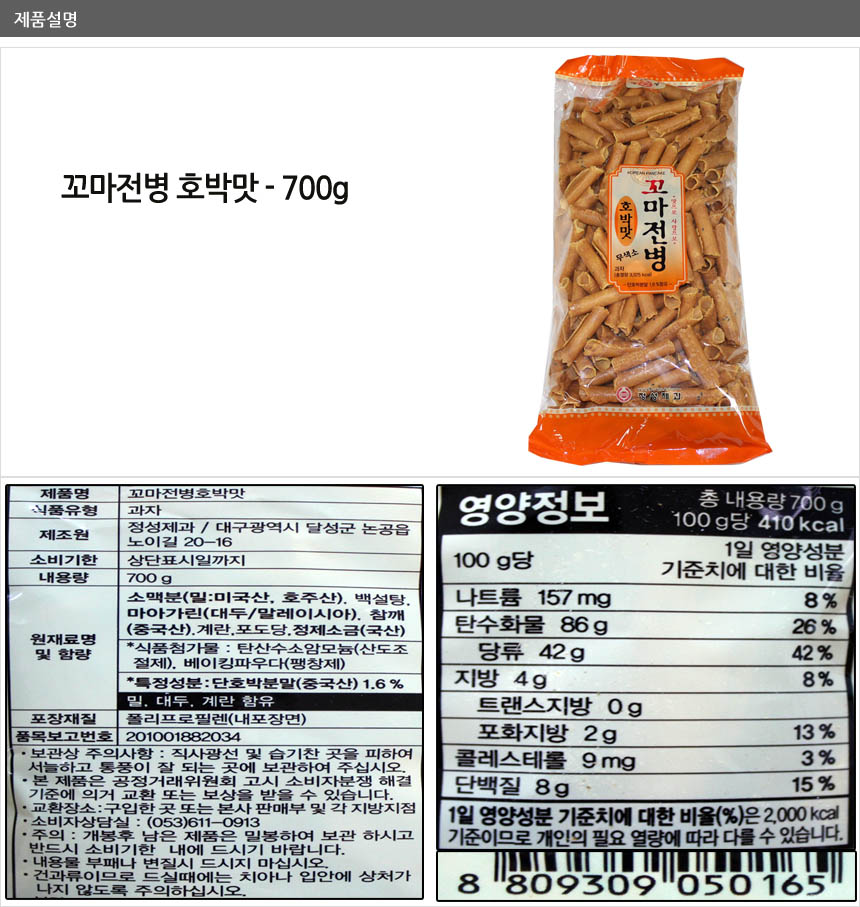 제품설명
꼬마전병 호박맛 - 700g
KOREAN PANCAKE
꼬마전병
호박맛
•맛으로 사랑으로•
무색소
과자
제품명 꼬마전병호박맛
식품유형 과자
제조원 정성제과 / 대구광역시 달성군 논공읍
노이길 20-16
소비기한 상단표시일까지
내용량 700 g
원재료명 및 함량 소맥분(밀:미국산, 호주산), 백설탕,
마아가린(대두/말레이시아), 참깨
(중국산),계란,포도당,정제소금(국산)
*식품첨가물 : 탄산수소암모늄(산도조
절제), 베이킹파우다(팽창제)
*특정성분:단호박분말(중국산) 1.6 %
밀, 대두, 계란 함유
포장재질 폴리프로필렌(내포장면)
품목보고번호 201001882034
·보관상 주의사항 : 직사광선 및 습기찬 곳을 피하여
서늘하고 통풍이 잘 되는 곳에 보관하여 주십시오.
·본 제품은 공정거래위원회 고시 소비자분쟁 해결
기준에 의거 교환 또는 보상을 받을 수 있습니다.
·교환장소:구입한 곳 또는 본사 판매부 및 각 지방지점
·소비자상담실 : (053)611-0913
·주의 : 개봉후 남은 제품은 밀봉하여 보관 하시고
반드시 소비기한 내에 드시기 바랍니다.
·내용물 부패나 변질시 드시지 마십시오.
·건과류이므로 드실때에는 치아나 입안에 상처가
나지 않도록 주의하십시오.
영양정보
총 내용량 700 g
100 g당 410 kcal
100 g당 1일 영양성분
기준치에 대한 비율
나트륨 157 mg 8 %
탄수화물 86 g 26 %
당류 42 g 42 %
지방 4 g 8 %
트랜스지방 0 g
포화지방 2 g 13 %
콜레스테롤 9 mg 3 %
단백질 8 g 15 %
1일 영양성분 기준치에 대한 비율(%)은 2,000 kcal
기준이므로 개인의 필요 열량에 따라 다를 수 있습니다.
8 809309 050165